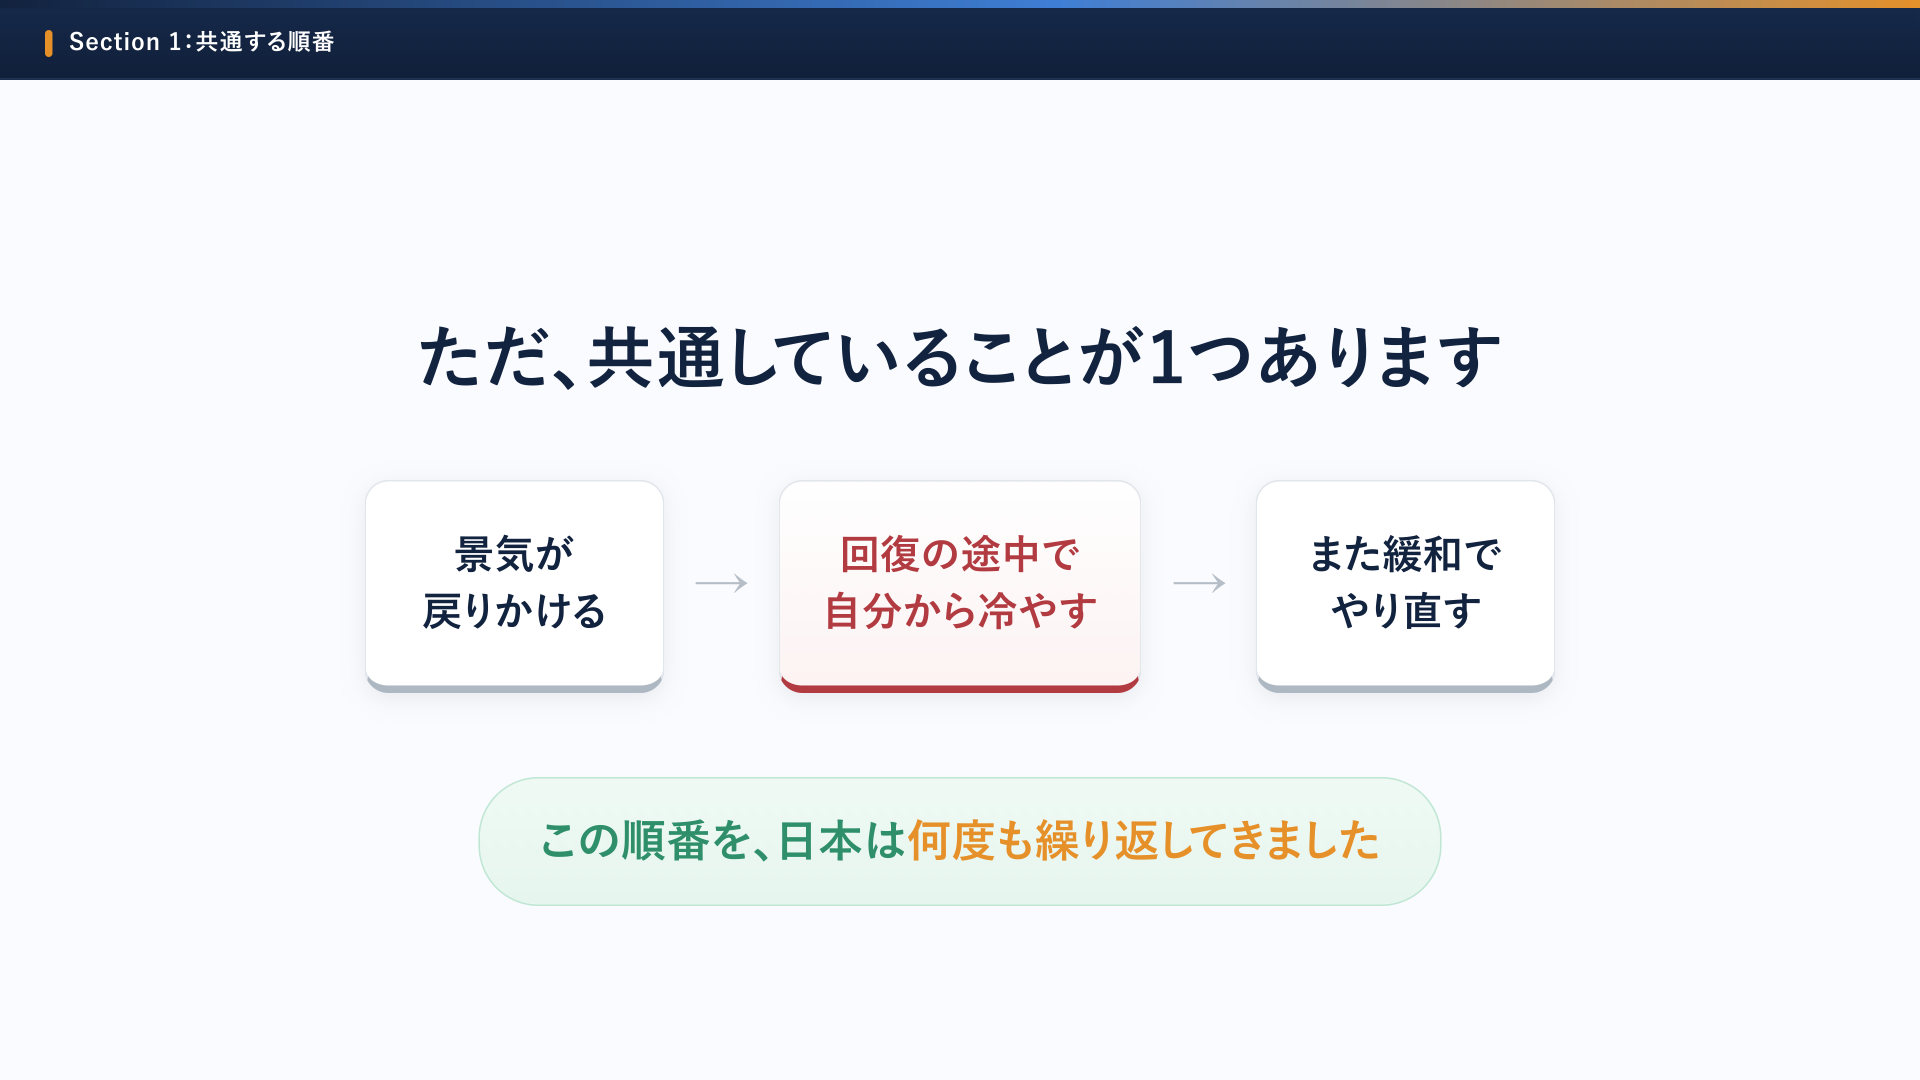 Section 1：共通する順番
ただ、共通していることが1つあります
景気が
戻りかける
回復の途中で
自分から冷やす
また緩和で
やり直す
この順番を、日本は何度も繰り返してきました